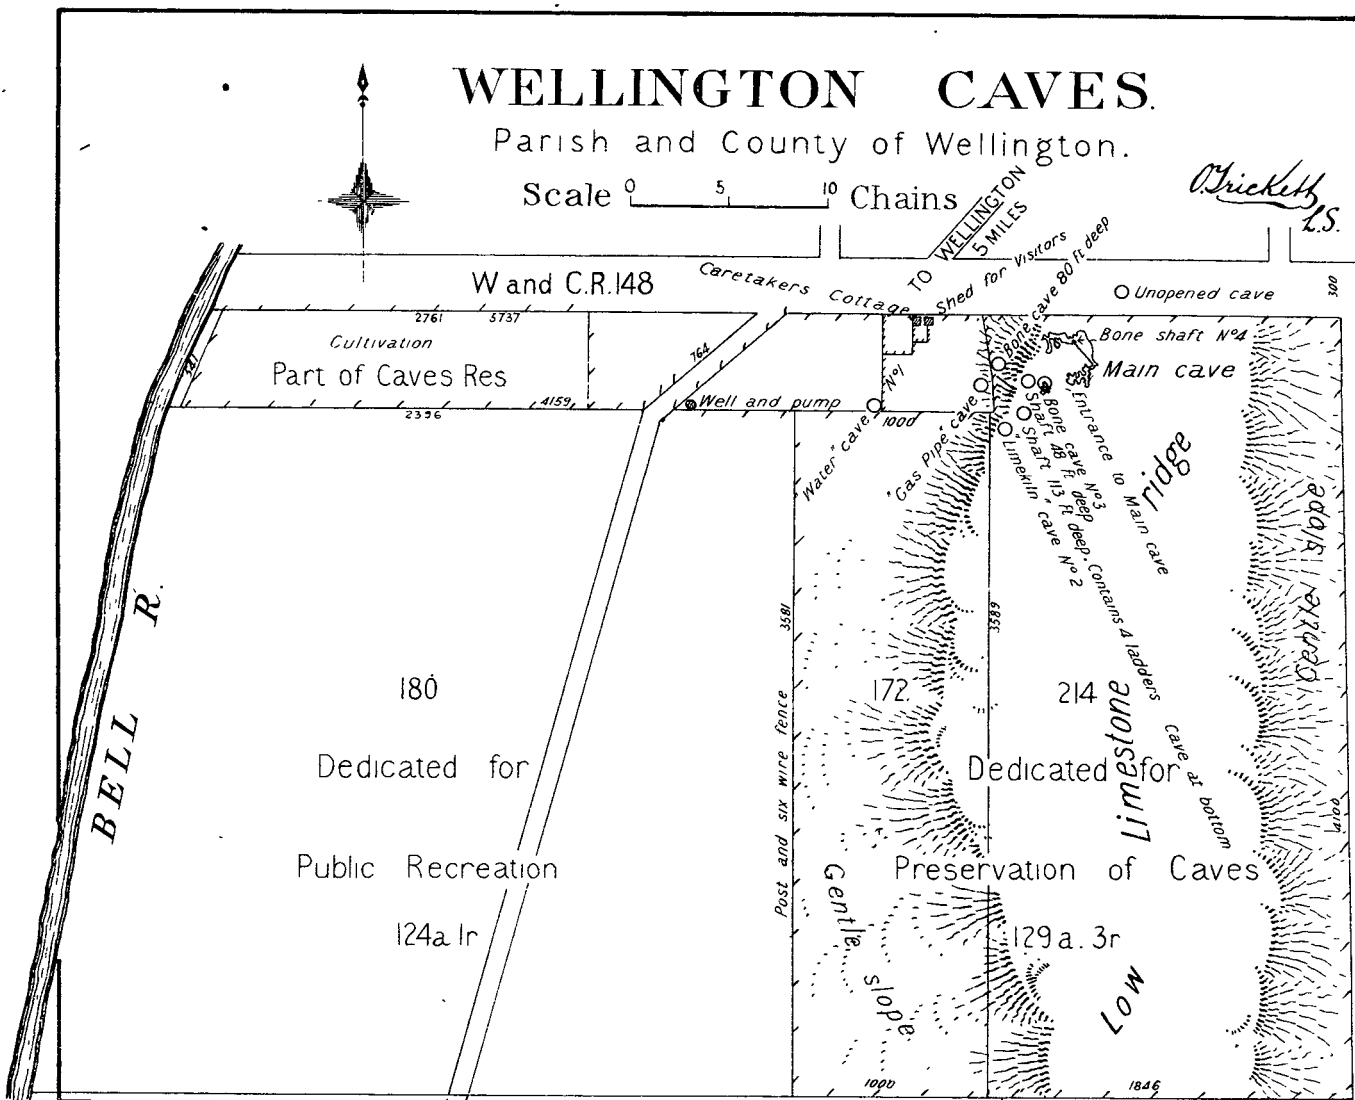 WELLINGTON CAVES.
Parish and County of Wellington.
Scale 0 5 10 Chains
O. Trickett
L.S.
TO WELLINGTON
5 MILES
W and C.R.148
Caretakers Cottage
Shed for Visitors
Bone cave 80 ft deep
Unopened cave
300
2761 5737
Cultivation
Part of Caves Res
764
Well and pump
2396 4159
1000
"Water" cave Nº1
"Gas Pipe" cave
Bone shaft Nº4
Main cave
Entrance to Main cave
Bone cave Nº3
Shaft 48 ft deep
Shaft 113 ft deep. Contains 4 ladders cave at bottom
"Limekiln" cave Nº2
BELL R.
180
Dedicated for
Public Recreation
124a 1r
3581
Post and six wire fence
172
3589
214
Dedicated for
Preservation of Caves
129a. 3r
Low Limestone ridge
Gentle slope
Gentle slope
4100
1000
1846